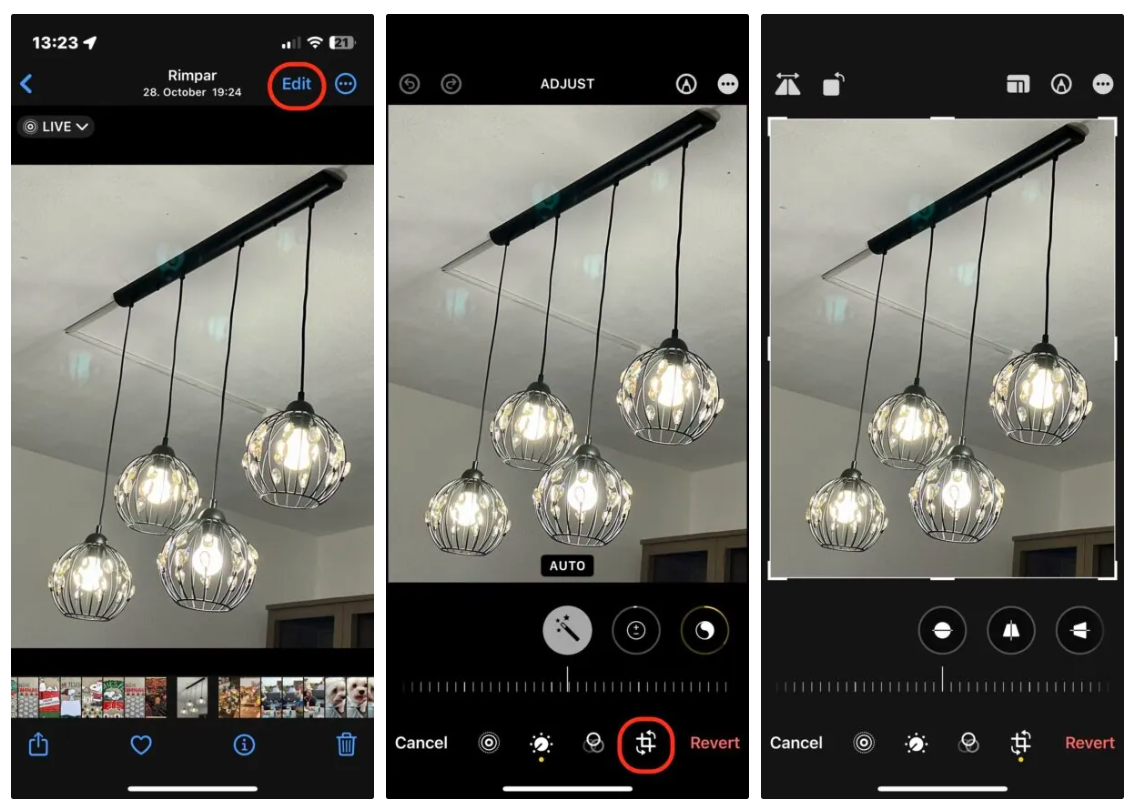 13:23
21
Rimpar
28. October 19:24
Edit
LIVE
ADJUST
AUTO
Cancel
Revert
Cancel
Revert